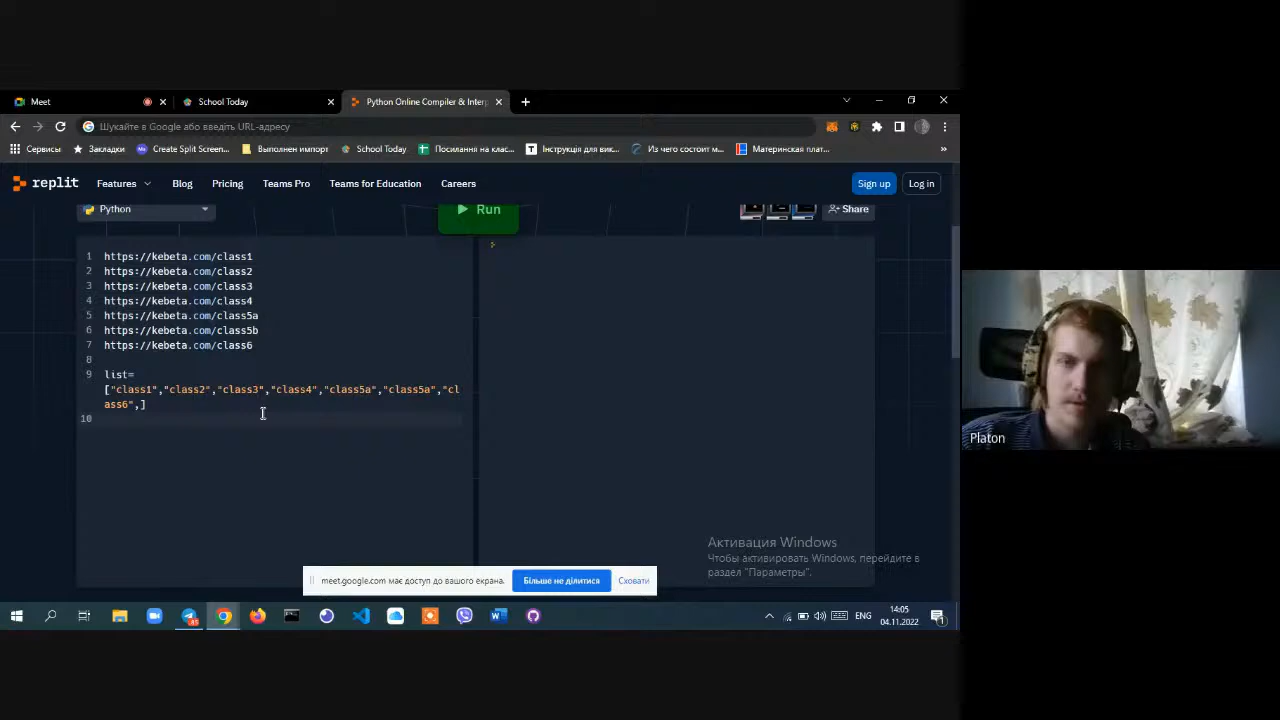 Meet
School Today
Python Online Compiler & Interp
Шукайте в Google або введіть URL-адресу
Сервисы
Закладки
Create Split Screen...
Выполнен импорт
School Today
Посилання на клас...
Інструкція для вик...
Из чего состоит м...
Материнская плат...
»
replit
Features
Blog
Pricing
Teams Pro
Teams for Education
Careers
Sign up
Log in
Python
Run
Share
1 https://kebeta.com/class1
2 https://kebeta.com/class2
3 https://kebeta.com/class3
4 https://kebeta.com/class4
5 https://kebeta.com/class5a
6 https://kebeta.com/class5b
7 https://kebeta.com/class6
8
9 list=
["class1","class2","class3","class4","class5a","class5a","cl
ass6",]
10
Platon
Активация Windows
Чтобы активировать Windows, перейдите в
раздел "Параметры".
meet.google.com має доступ до вашого екрана.
Більше не ділитися
Сховати
ENG
14:05
04.11.2022